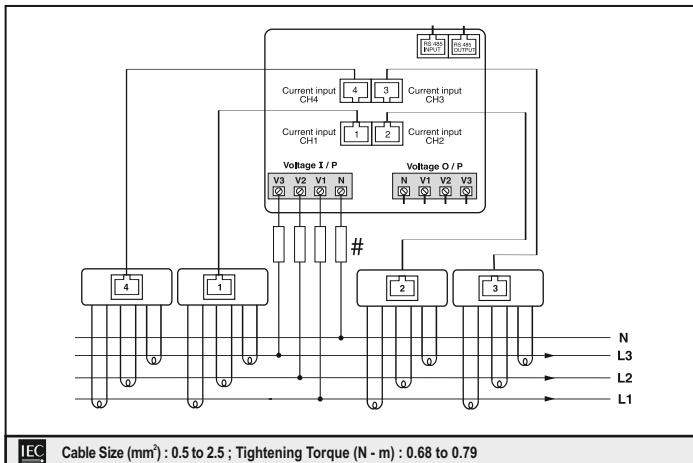 RS 485 RS 485
INPUT OUTPUT
Current input 4 3 Current input
CH4 CH3
Current input 1 2 Current input
CH1 CH2
Voltage I / P Voltage O / P
V3 V2 V1 N N V1 V2 V3
#
4 1 2 3
N
L3
L2
L1
IEC Cable Size (mm²) : 0.5 to 2.5 ; Tightening Torque (N - m) : 0.68 to 0.79